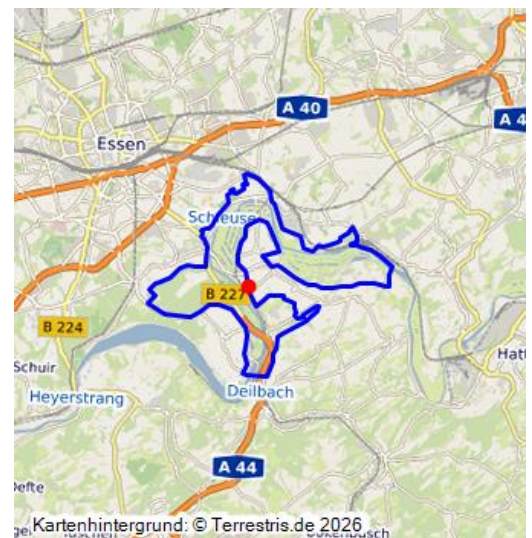 A 40
A 4
Essen
Schleuse
B 227
B 224
Schuir
Hatt
Heyerstrang
Deilbach
A 44
Kartenhintergrund: © Terrestris.de 2026